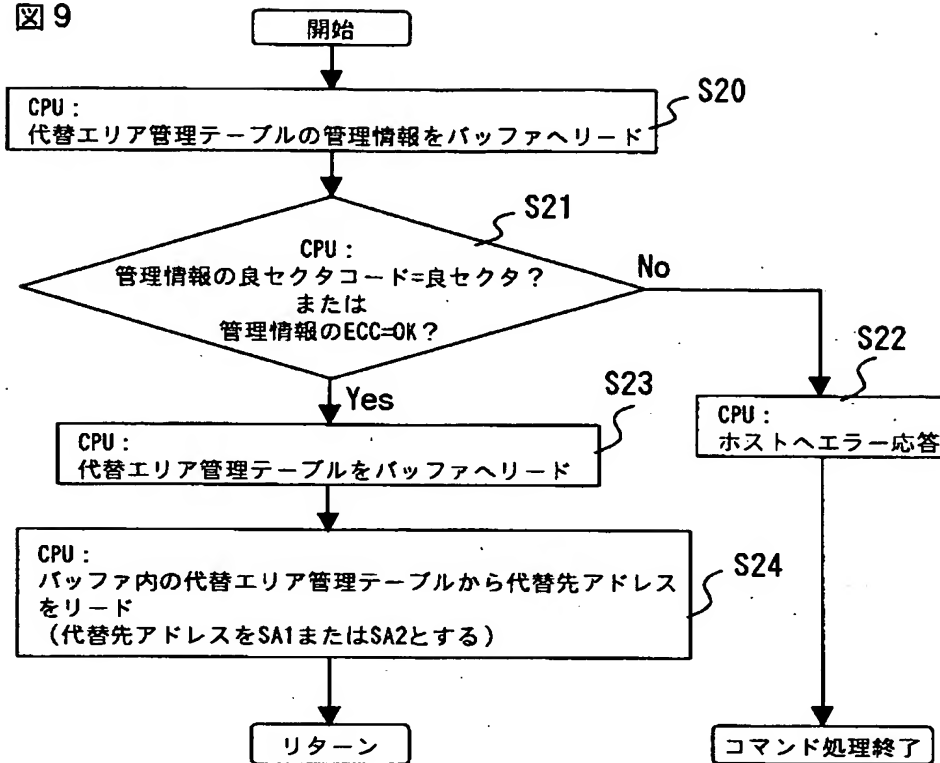 図9
開始
S20
CPU:
代替エリア管理テーブルの管理情報をバッファへリード
S21
CPU:
管理情報の良セクタコード=良セクタ?
または
管理情報のECC=OK?
No
S22
CPU:
ホストへエラー応答
Yes
S23
CPU:
代替エリア管理テーブルをバッファへリード
CPU:
バッファ内の代替エリア管理テーブルから代替先アドレス
をリード
(代替先アドレスをSA1またはSA2とする)
S24
リターン
コマンド処理終了